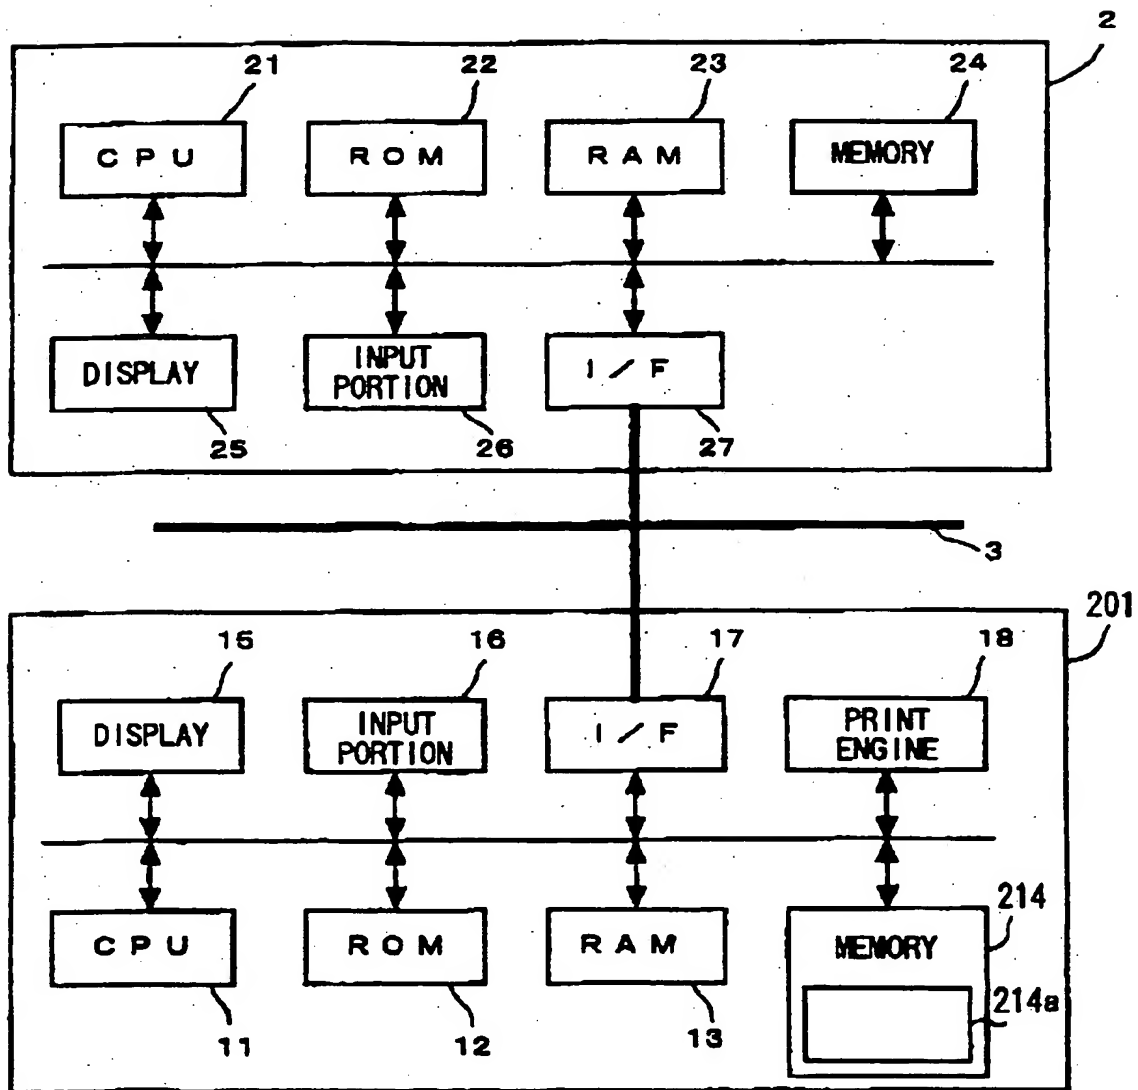 2
21 22 23 24
CPU ROM RAM MEMORY
DISPLAY INPUT PORTION I/F
25 26 27
3
201
15 16 17 18
DISPLAY INPUT PORTION I/F PRINT ENGINE
CPU ROM RAM MEMORY
214
214a
11 12 13